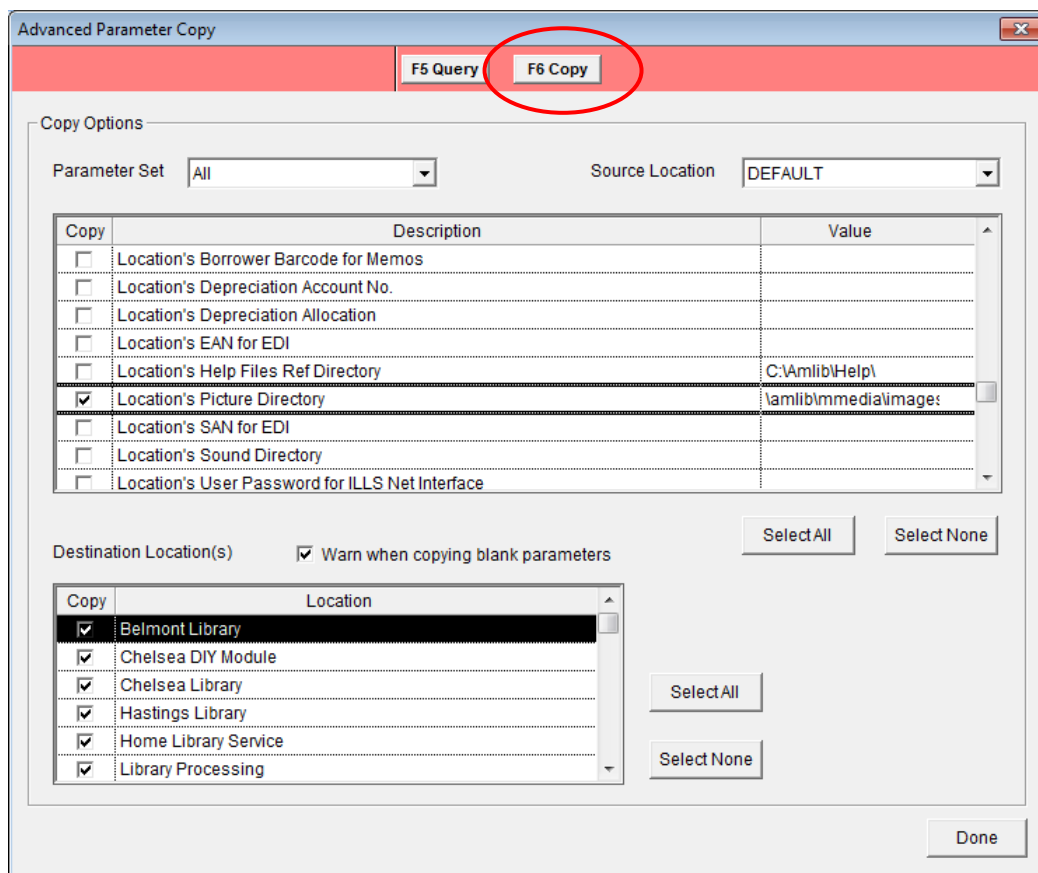 Advanced Parameter Copy
F5 Query F6 Copy
Copy Options
Parameter Set All Source Location DEFAULT
Copy Description Value
Location's Borrower Barcode for Memos
Location's Depreciation Account No.
Location's Depreciation Allocation
Location's EAN for EDI
Location's Help Files Ref Directory C:\Amlib\Help\
Location's Picture Directory \amlib\mmedia\images
Location's SAN for EDI
Location's Sound Directory
Location's User Password for ILLS Net Interface
Select All Select None
Destination Location(s) Warn when copying blank parameters
Copy Location
Belmont Library
Chelsea DIY Module
Chelsea Library
Hastings Library
Home Library Service
Library Processing
Select All
Select None
Done